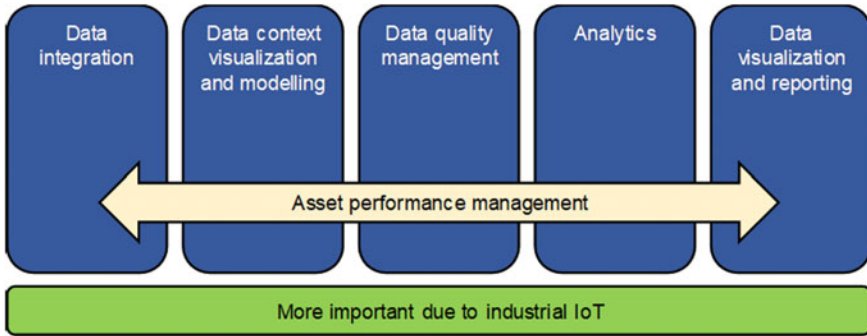 Data
integration
Data context
visualization
and modelling
Data quality
management
Analytics
Data
visualization
and reporting
Asset performance management
More important due to industrial IoT